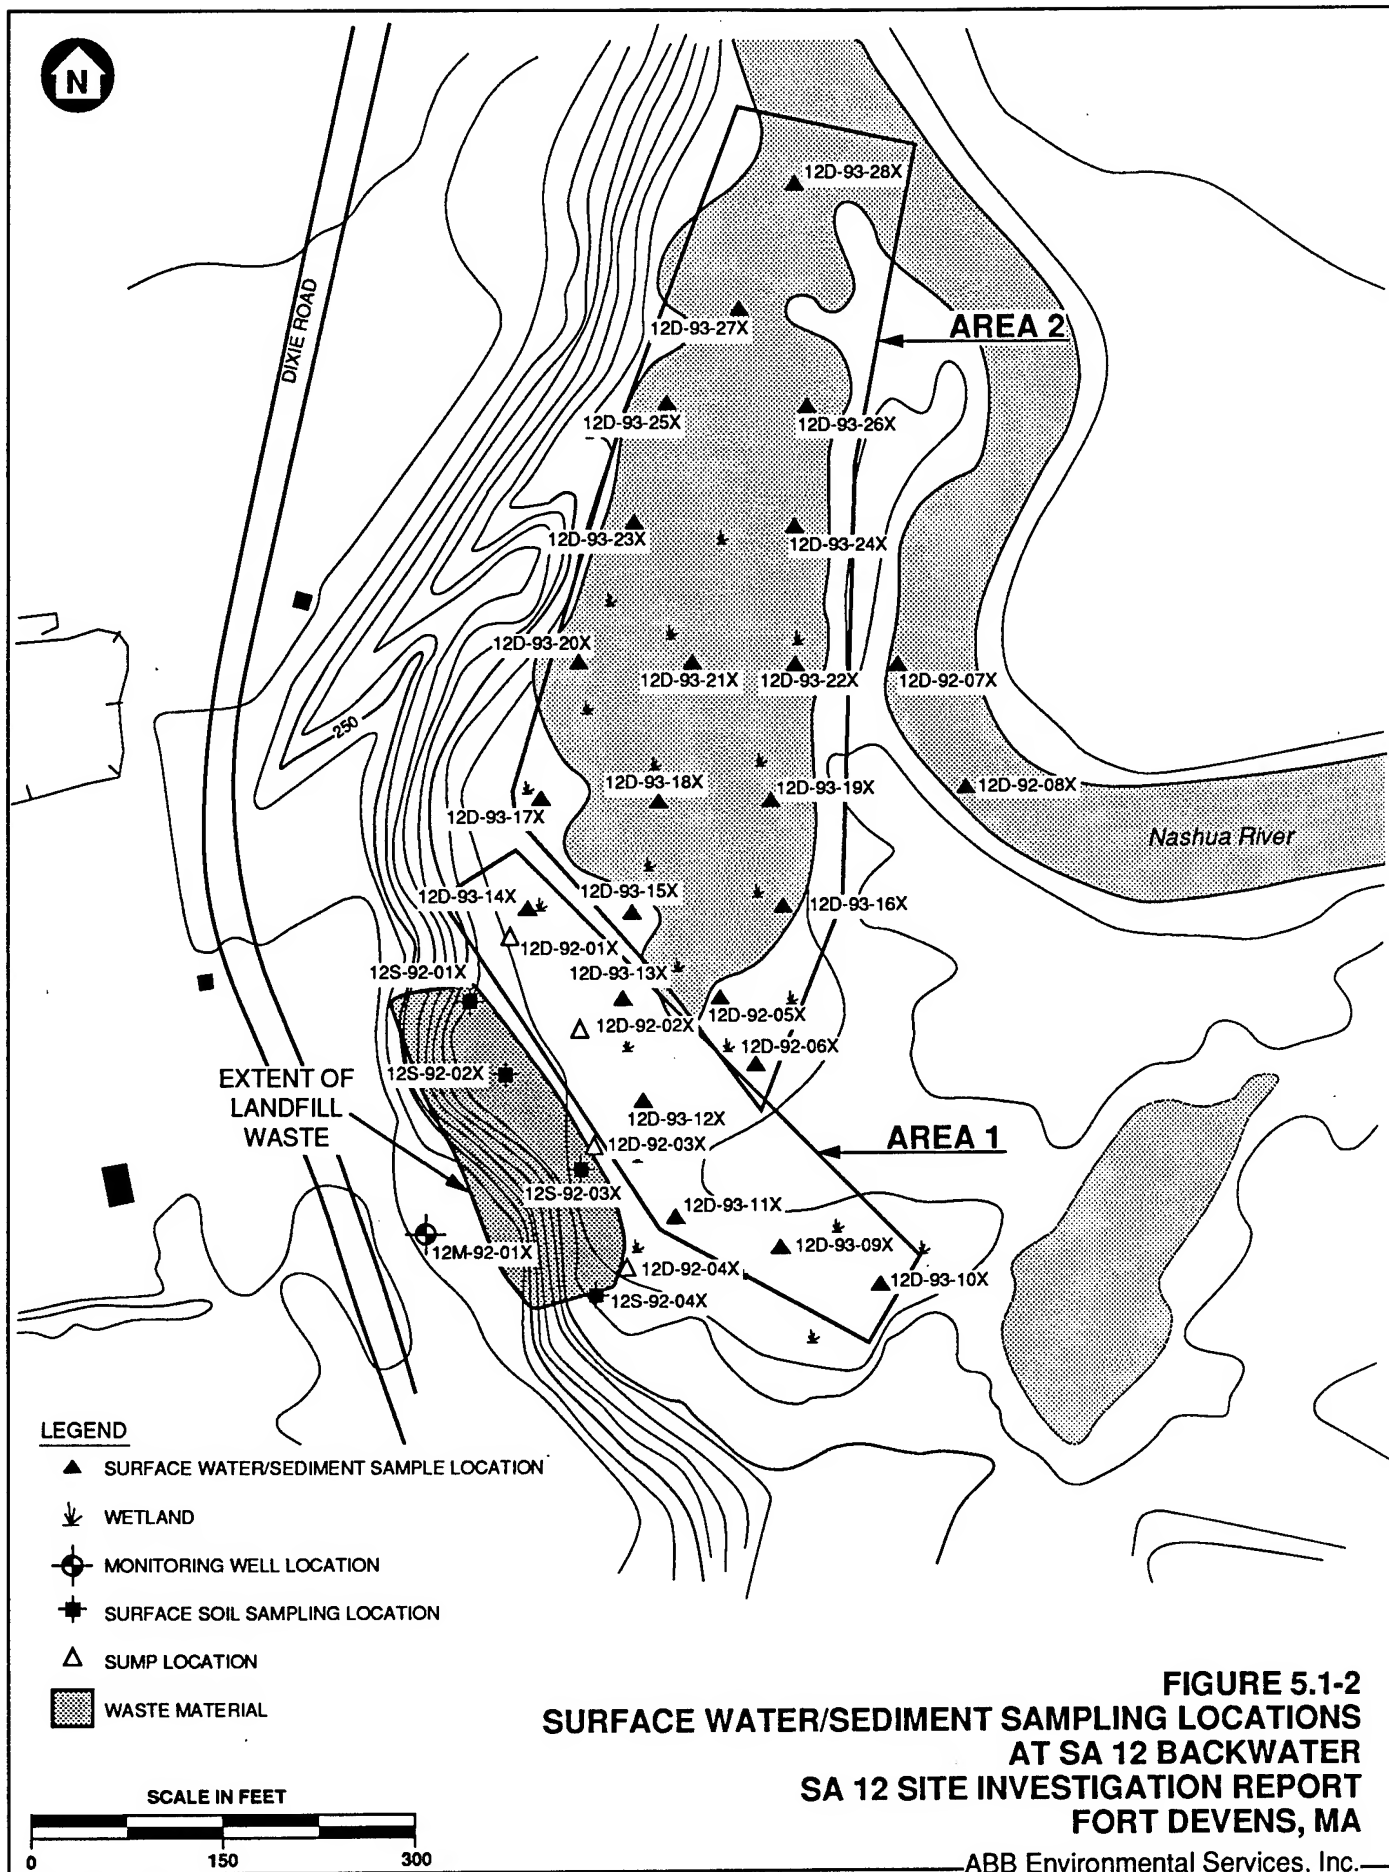 N
12D-93-28X
DIXIE ROAD
12D-93-27X
AREA 2
12D-93-25X
12D-93-26X
12D-93-23X
12D-93-24X
12D-93-20X
12D-93-21X
12D-93-22X
12D-92-07X
250
12D-93-18X
12D-93-19X
12D-92-08X
12D-93-17X
Nashua River
12D-93-14X
12D-93-15X
12D-93-16X
12D-92-01X
12S-92-01X
12D-93-13X
12D-92-02X
12D-92-05X
12D-92-06X
12S-92-02X
EXTENT OF
LANDFILL
WASTE
12D-93-12X
AREA 1
12D-92-03X
12S-92-03X
12D-93-11X
12M-92-01X
12D-93-09X
12D-92-04X
12D-93-10X
12S-92-04X
LEGEND
SURFACE WATER/SEDIMENT SAMPLE LOCATION
WETLAND
MONITORING WELL LOCATION
SURFACE SOIL SAMPLING LOCATION
SUMP LOCATION
WASTE MATERIAL
SCALE IN FEET
0 150 300
FIGURE 5.1-2
SURFACE WATER/SEDIMENT SAMPLING LOCATIONS
AT SA 12 BACKWATER
SA 12 SITE INVESTIGATION REPORT
FORT DEVENS, MA
ABB Environmental Services, Inc.